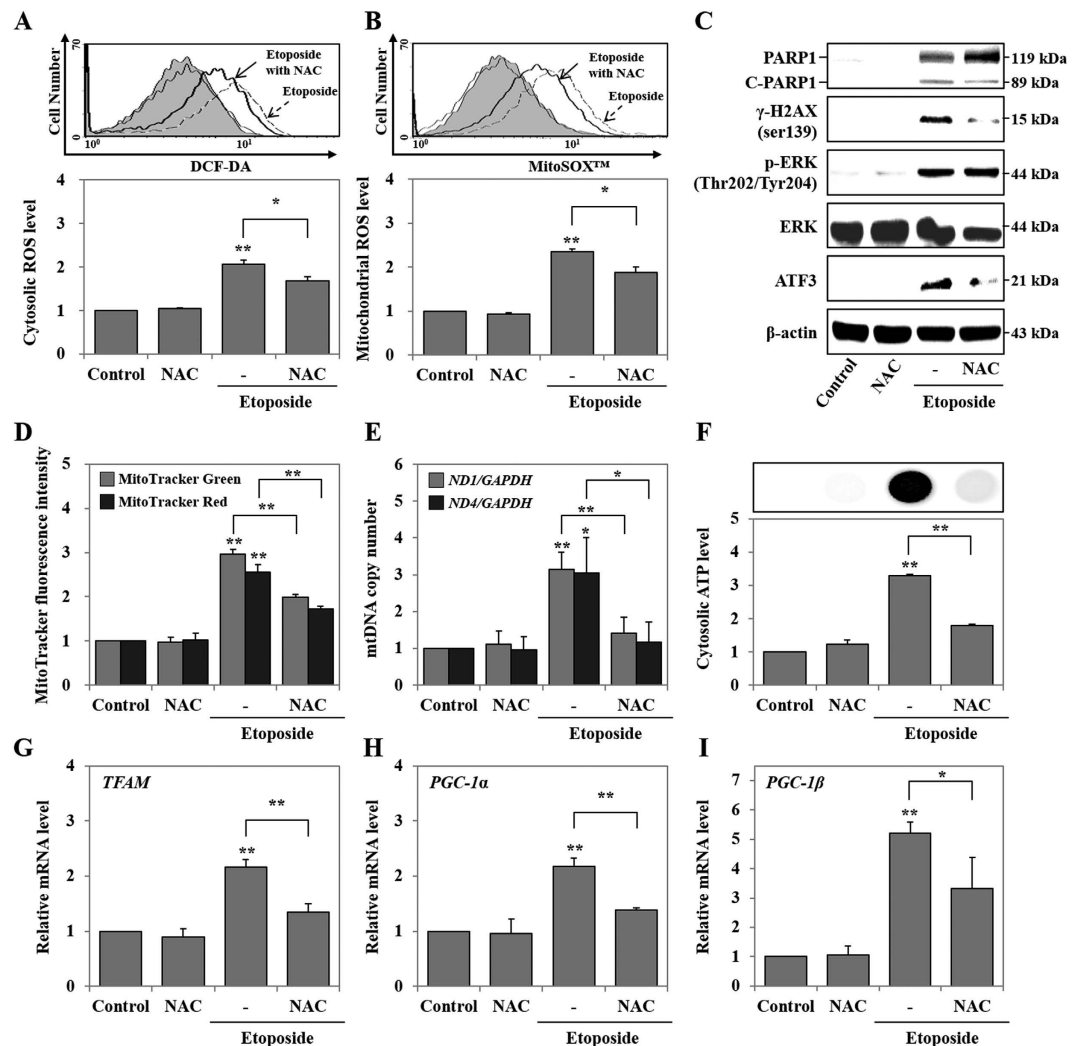 A
Cell Number
70
0
10⁰
10¹
DCF-DA
Etoposide
with NAC
Etoposide
Cytosolic ROS level
4
3
2
1
0
*
**
Control NAC - NAC
Etoposide
B
Cell Number
70
0
10⁰
10¹
MitoSOX™
Etoposide
with NAC
Etoposide
Mitochondrial ROS level
4
3
2
1
0
*
**
Control NAC - NAC
Etoposide
C
PARP1 119 kDa
C-PARP1 89 kDa
γ-H2AX
(ser139)
15 kDa
p-ERK
(Thr202/Tyr204)
44 kDa
ERK 44 kDa
ATF3 21 kDa
β-actin 43 kDa
Control NAC - NAC
Etoposide
D
MitoTracker fluorescence intensity
5
4
3
2
1
0
MitoTracker Green
MitoTracker Red
**
**
** **
Control NAC - NAC
Etoposide
E
mtDNA copy number
6
5
4
3
2
1
0
ND1/GAPDH
ND4/GAPDH
*
**
** *
Control NAC - NAC
Etoposide
F
Cytosolic ATP level
5
4
3
2
1
0
**
**
Control NAC - NAC
Etoposide
G
Relative mRNA level
4
3
2
1
0
TFAM
**
**
Control NAC - NAC
Etoposide
H
Relative mRNA level
4
3
2
1
0
PGC-1α
**
**
Control NAC - NAC
Etoposide
I
Relative mRNA level
7
6
5
4
3
2
1
0
PGC-1β
*
**
Control NAC - NAC
Etoposide